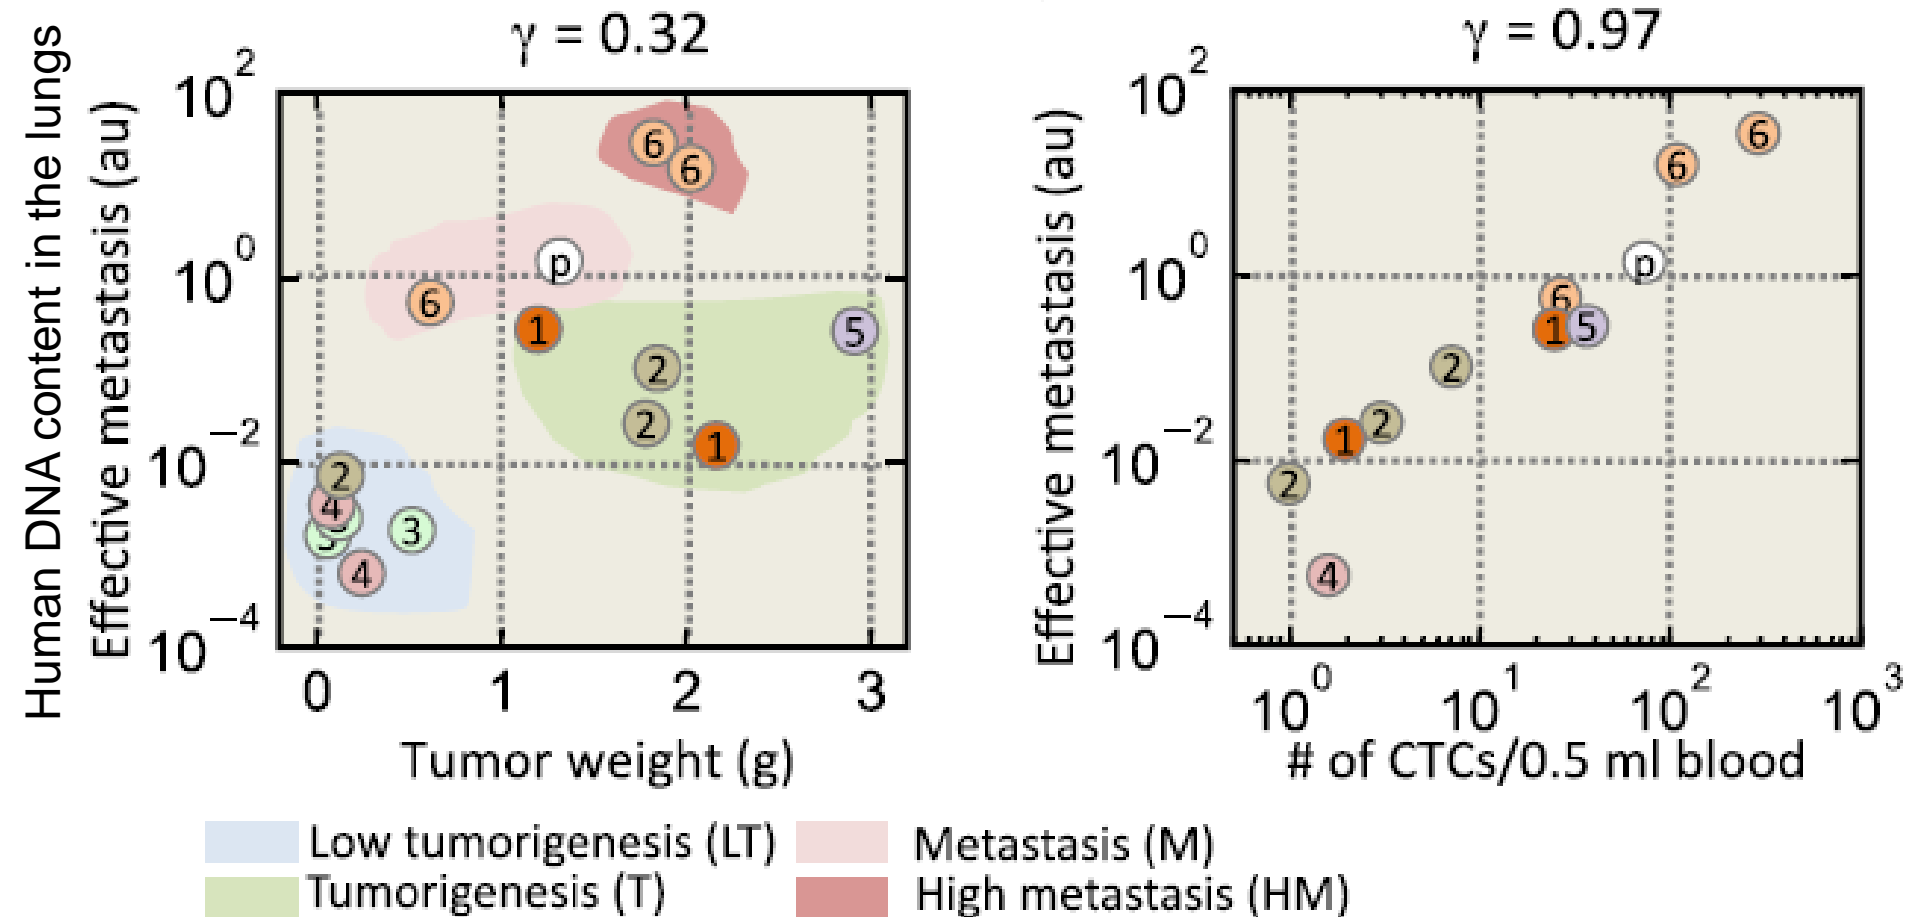 γ = 0.32
Human DNA content in the lungs
Effective metastasis (au)
10^2
10^0
10^−2
10^−4
6
6
p
6
1
5
2
2
1
2
4
3
3
4
0 1 2 3
Tumor weight (g)
γ = 0.97
Effective metastasis (au)
10^2
10^0
10^−2
10^−4
6
6
p
6
1 5
2
2
1
2
4
10^0 10^1 10^2 10^3
# of CTCs/0.5 ml blood
Low tumorigenesis (LT)
Metastasis (M)
Tumorigenesis (T)
High metastasis (HM)